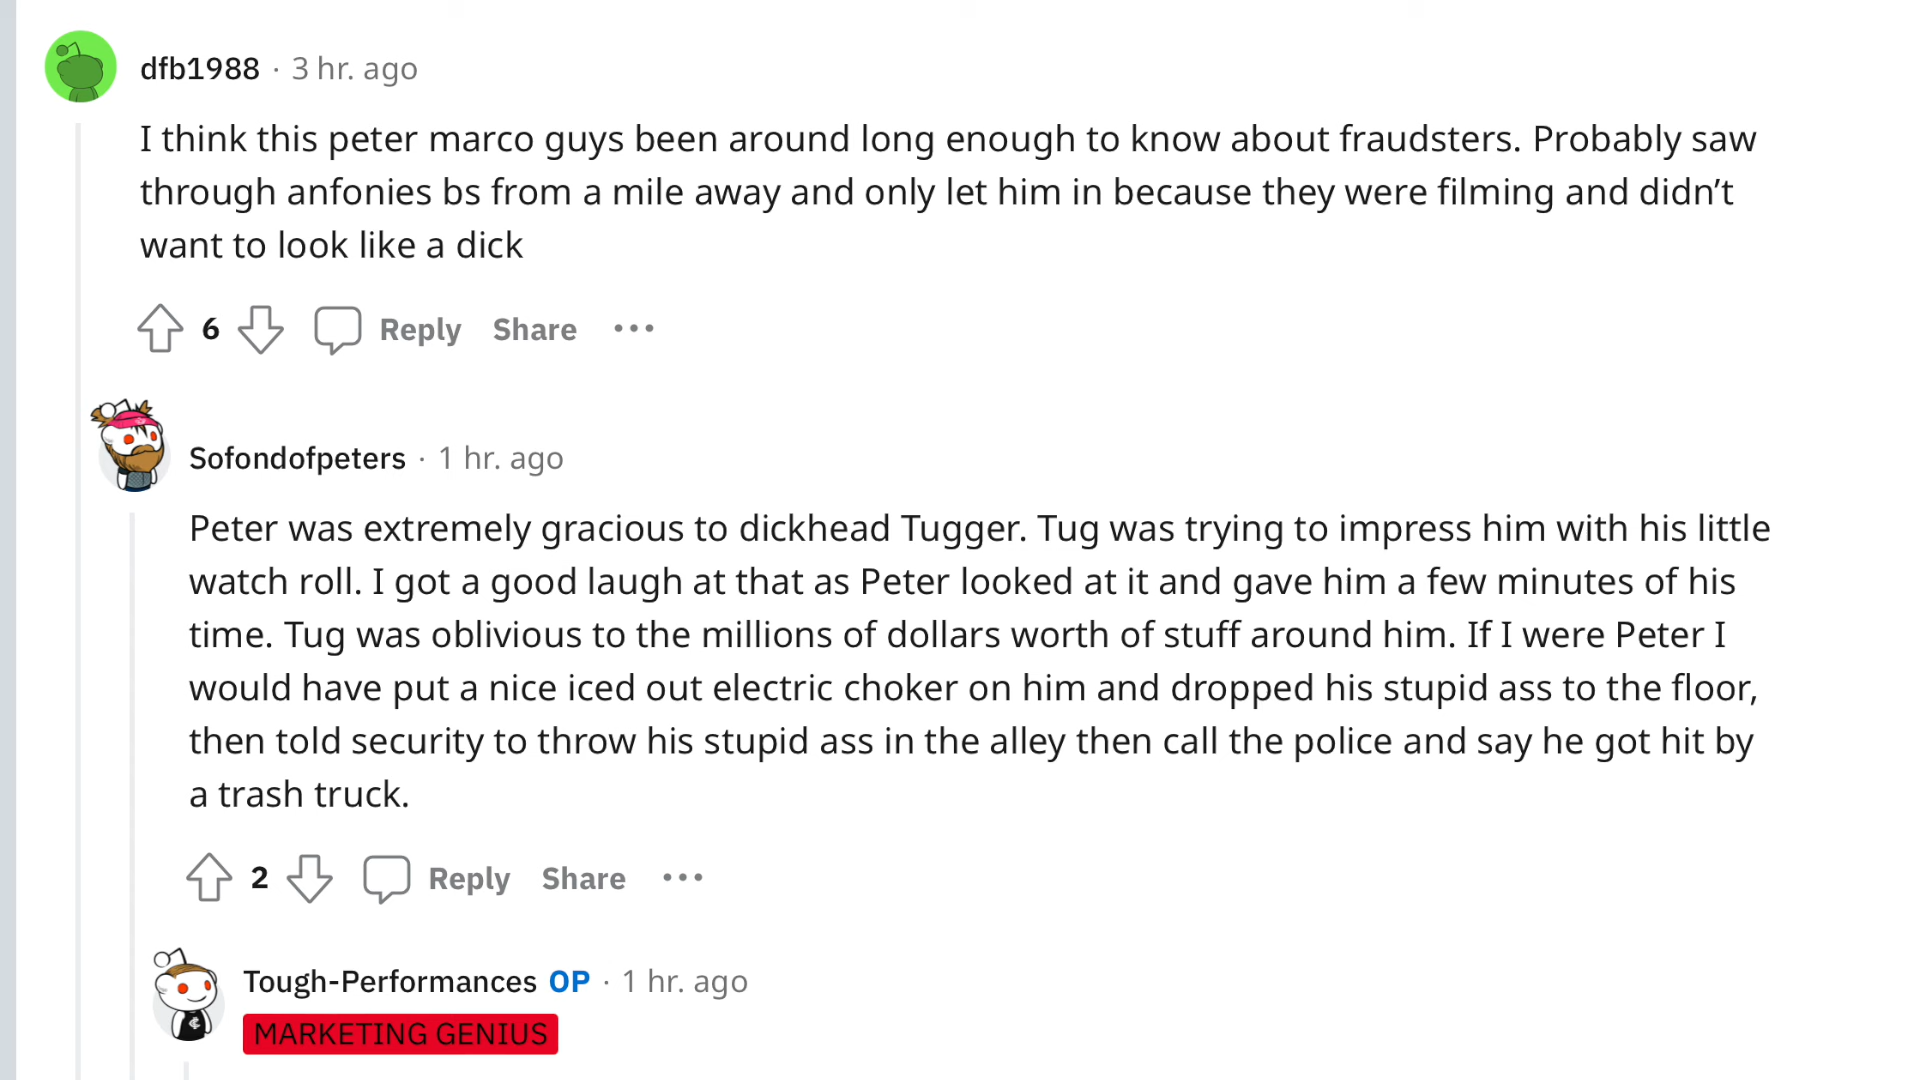 dfb1988 · 3 hr. ago
I think this peter marco guys been around long enough to know about fraudsters. Probably saw
through anfonies bs from a mile away and only let him in because they were filming and didn’t
want to look like a dick
6 Reply Share ···
Sofondofpeters · 1 hr. ago
Peter was extremely gracious to dickhead Tugger. Tug was trying to impress him with his little
watch roll. I got a good laugh at that as Peter looked at it and gave him a few minutes of his
time. Tug was oblivious to the millions of dollars worth of stuff around him. If I were Peter I
would have put a nice iced out electric choker on him and dropped his stupid ass to the floor,
then told security to throw his stupid ass in the alley then call the police and say he got hit by
a trash truck.
2 Reply Share ···
Tough-Performances OP · 1 hr. ago
MARKETING GENIUS